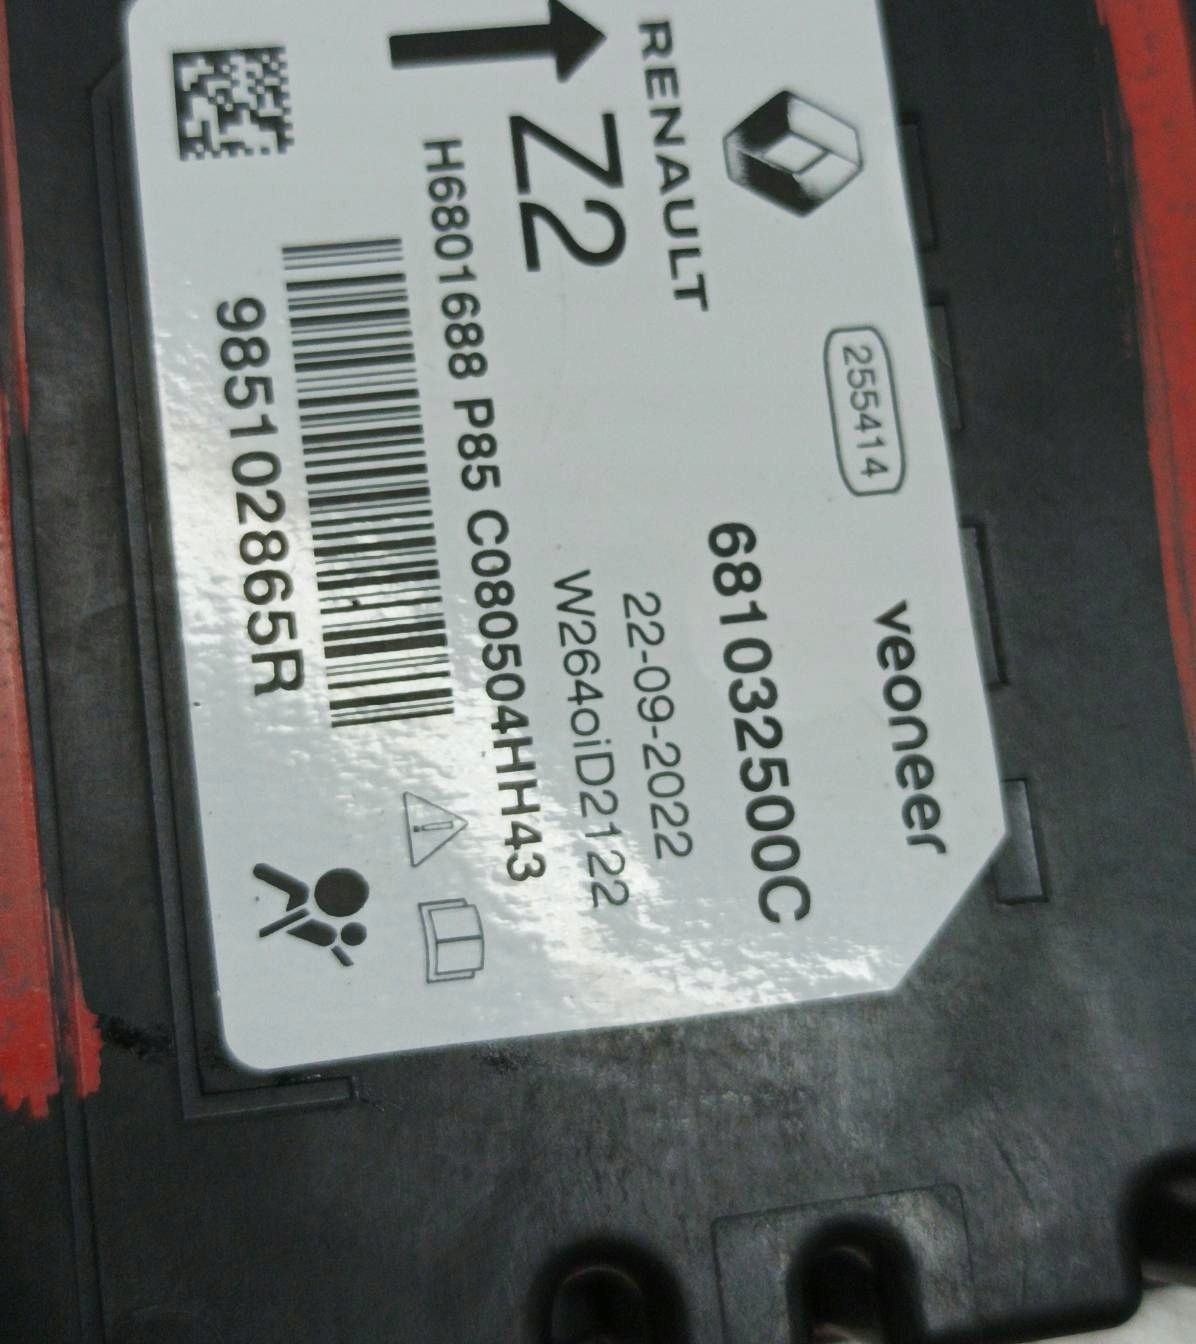 255414
veoneer
RENAULT
681032500C
Z2
22-09-2022
W264oiD2122
H6801688 P85 C080504HH43
985102865R